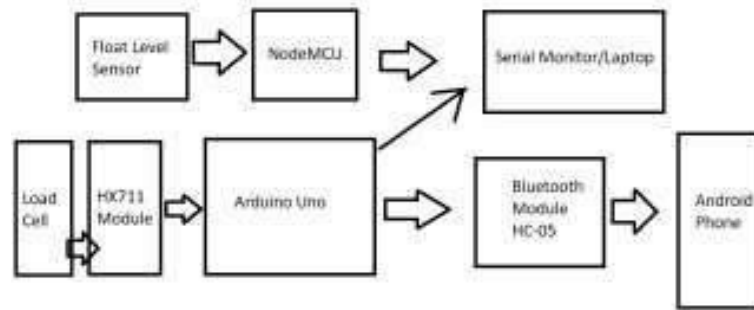 Float Level
Sensor
NodeMCU
Serial Monitor/Laptop
Load
Cell
HX711
Module
Arduino Uno
Bluetooth
Module
HC-05
Android
Phone